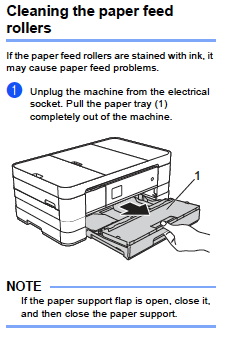 Cleaning the paper feed
rollers
If the paper feed rollers are stained with ink, it
may cause paper feed problems.
1 Unplug the machine from the electrical
socket. Pull the paper tray (1)
completely out of the machine.
1
NOTE
If the paper support flap is open, close it,
and then close the paper support.